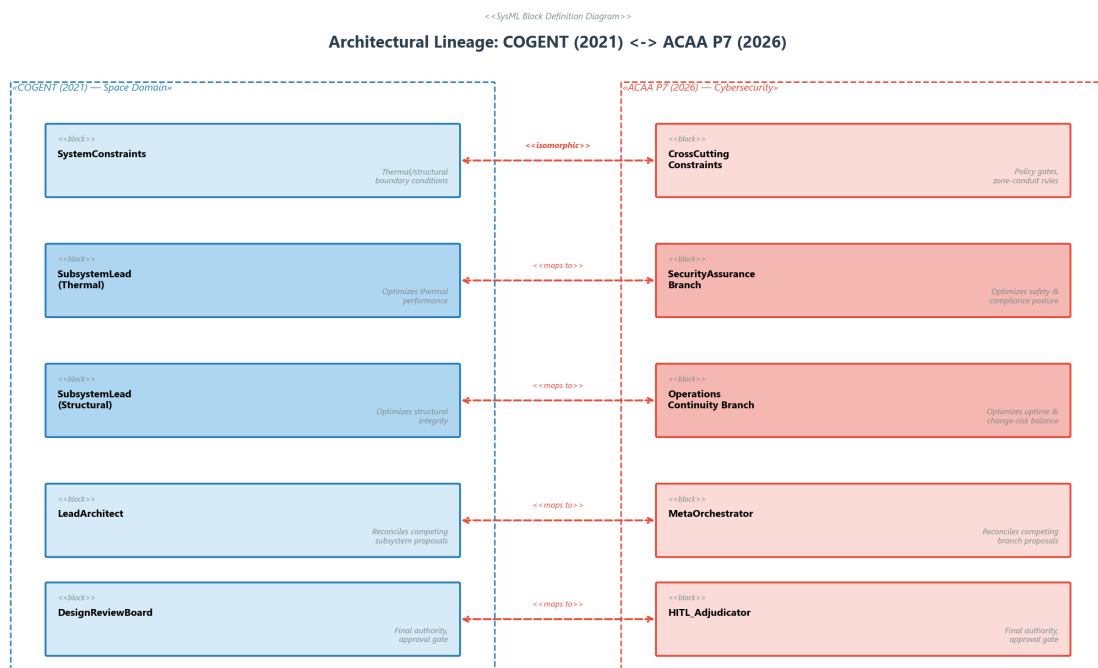 <<SysML Block Definition Diagram>>
Architectural Lineage: COGENT (2021) <-> ACAA P7 (2026)
«COGENT (2021) — Space Domain»
«ACAA P7 (2026) — Cybersecurity»
<<block>>
SystemConstraints
Thermal/structural
boundary conditions
<<isomorphic>>
<<block>>
CrossCutting
Constraints
Policy gates,
zone-conduit rules
<<block>>
SubsystemLead
(Thermal)
Optimizes thermal
performance
<<maps to>>
<<block>>
SecurityAssurance
Branch
Optimizes safety &
compliance posture
<<block>>
SubsystemLead
(Structural)
Optimizes structural
integrity
<<maps to>>
<<block>>
Operations
Continuity Branch
Optimizes uptime &
change-risk balance
<<block>>
LeadArchitect
Reconciles competing
subsystem proposals
<<maps to>>
<<block>>
MetaOrchestrator
Reconciles competing
branch proposals
<<block>>
DesignReviewBoard
Final authority,
approval gate
<<maps to>>
<<block>>
HITL_Adjudicator
Final authority,
approval gate